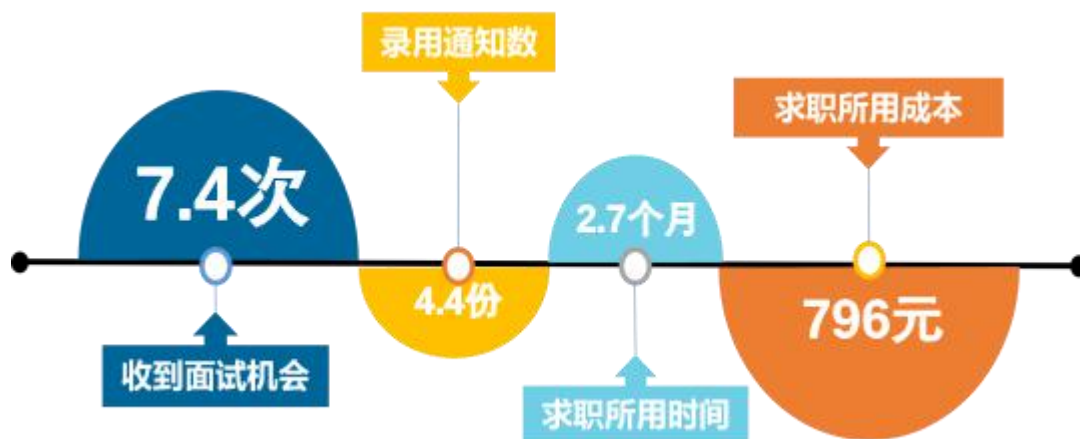 录用通知数
求职所用成本
7.4次
2.7个月
4.4份
796元
收到面试机会
求职所用时间